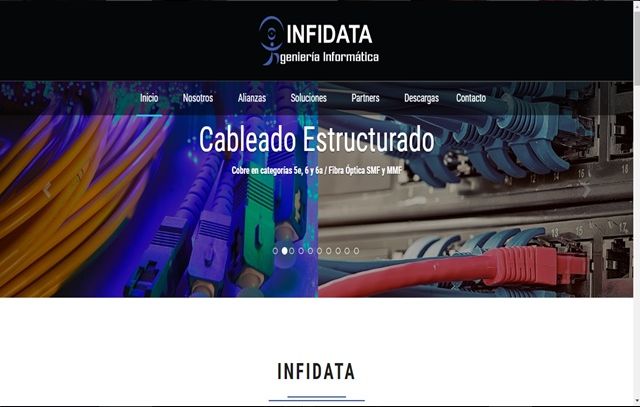 INFIDATA
geniería Informática
Inicio Nosotros Alianzas Soluciones Partners Descargas Contacto
Cableado Estructurado
Cobre en categorías 5e, 6 y 6a / Fibra Óptica SMF y MMF
INFIDATA